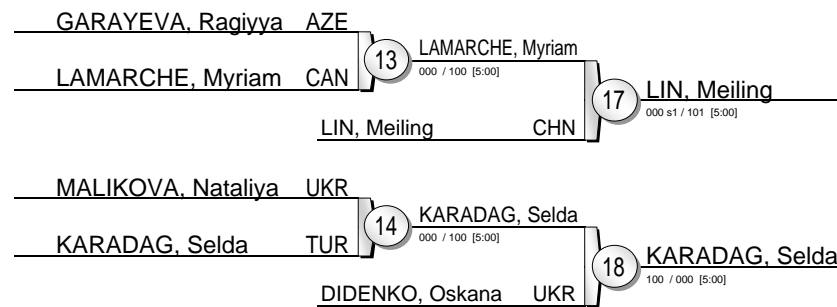 GARAYEVA, Ragiyya AZE
13
LAMARCHE, Myriam
000 / 100 [5:00]
LAMARCHE, Myriam CAN
17
LIN, Meiling
000 s1 / 101 [5:00]
LIN, Meiling CHN
MALIKOVA, Nataliya UKR
14
KARADAG, Selda
000 / 100 [5:00]
KARADAG, Selda TUR
18
KARADAG, Selda
100 / 000 [5:00]
DIDENKO, Oskana UKR